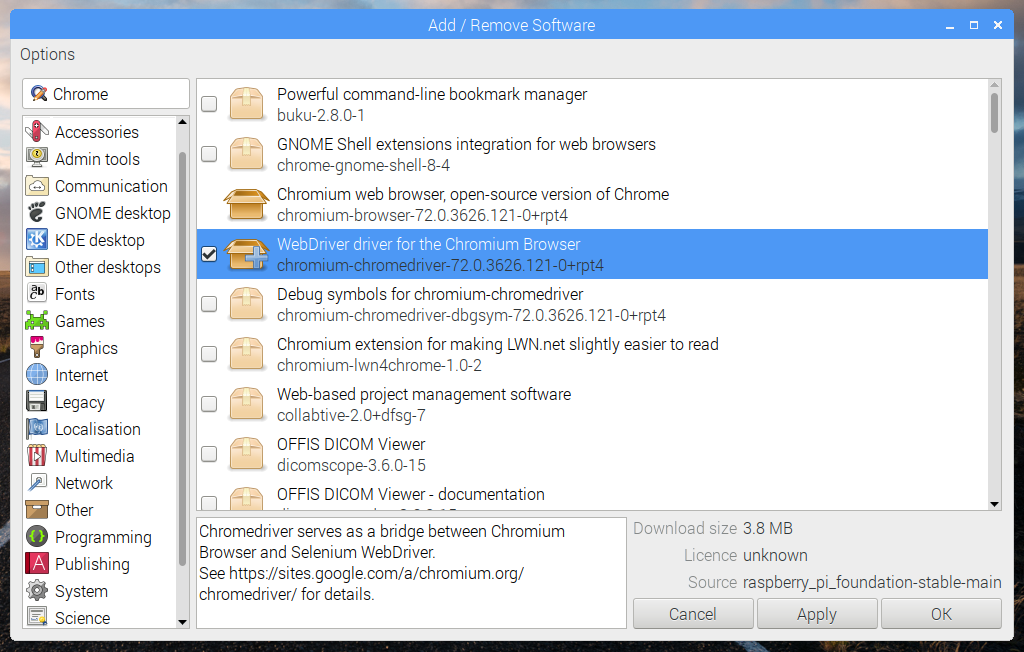 Add / Remove Software
Options
Chrome
Accessories
Admin tools
Communication
GNOME desktop
KDE desktop
Other desktops
Fonts
Games
Graphics
Internet
Legacy
Localisation
Multimedia
Network
Other
Programming
Publishing
System
Science
Powerful command-line bookmark manager
buku-2.8.0-1
GNOME Shell extensions integration for web browsers
chrome-gnome-shell-8-4
Chromium web browser, open-source version of Chrome
chromium-browser-72.0.3626.121-0+rpt4
WebDriver driver for the Chromium Browser
chromium-chromedriver-72.0.3626.121-0+rpt4
Debug symbols for chromium-chromedriver
chromium-chromedriver-dbgsym-72.0.3626.121-0+rpt4
Chromium extension for making LWN.net slightly easier to read
chromium-lwn4chrome-1.0-2
Web-based project management software
collabtive-2.0+dfsg-7
OFFIS DICOM Viewer
dicomscope-3.6.0-15
OFFIS DICOM Viewer - documentation
Chromedriver serves as a bridge between Chromium
Browser and Selenium WebDriver.
See https://sites.google.com/a/chromium.org/
chromedriver/ for details.
Download size 3.8 MB
Licence unknown
Source raspberry_pi_foundation-stable-main
Cancel
Apply
OK